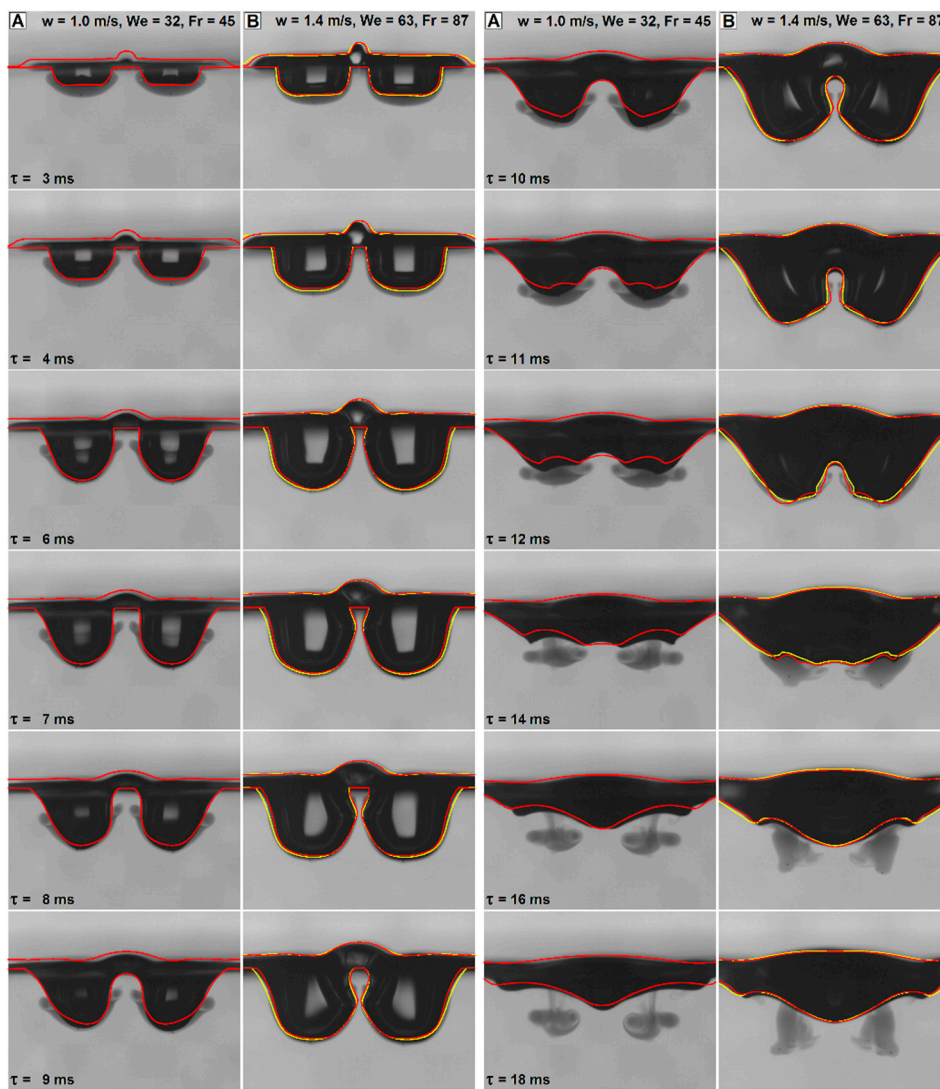 A w = 1.0 m/s, We = 32, Fr = 45 B w = 1.4 m/s, We = 63, Fr = 87 A w = 1.0 m/s, We = 32, Fr = 45 B w = 1.4 m/s, We = 63, Fr = 87
τ = 3 ms τ = 10 ms
τ = 4 ms τ = 11 ms
τ = 6 ms τ = 12 ms
τ = 7 ms τ = 14 ms
τ = 8 ms τ = 16 ms
τ = 9 ms τ = 18 ms